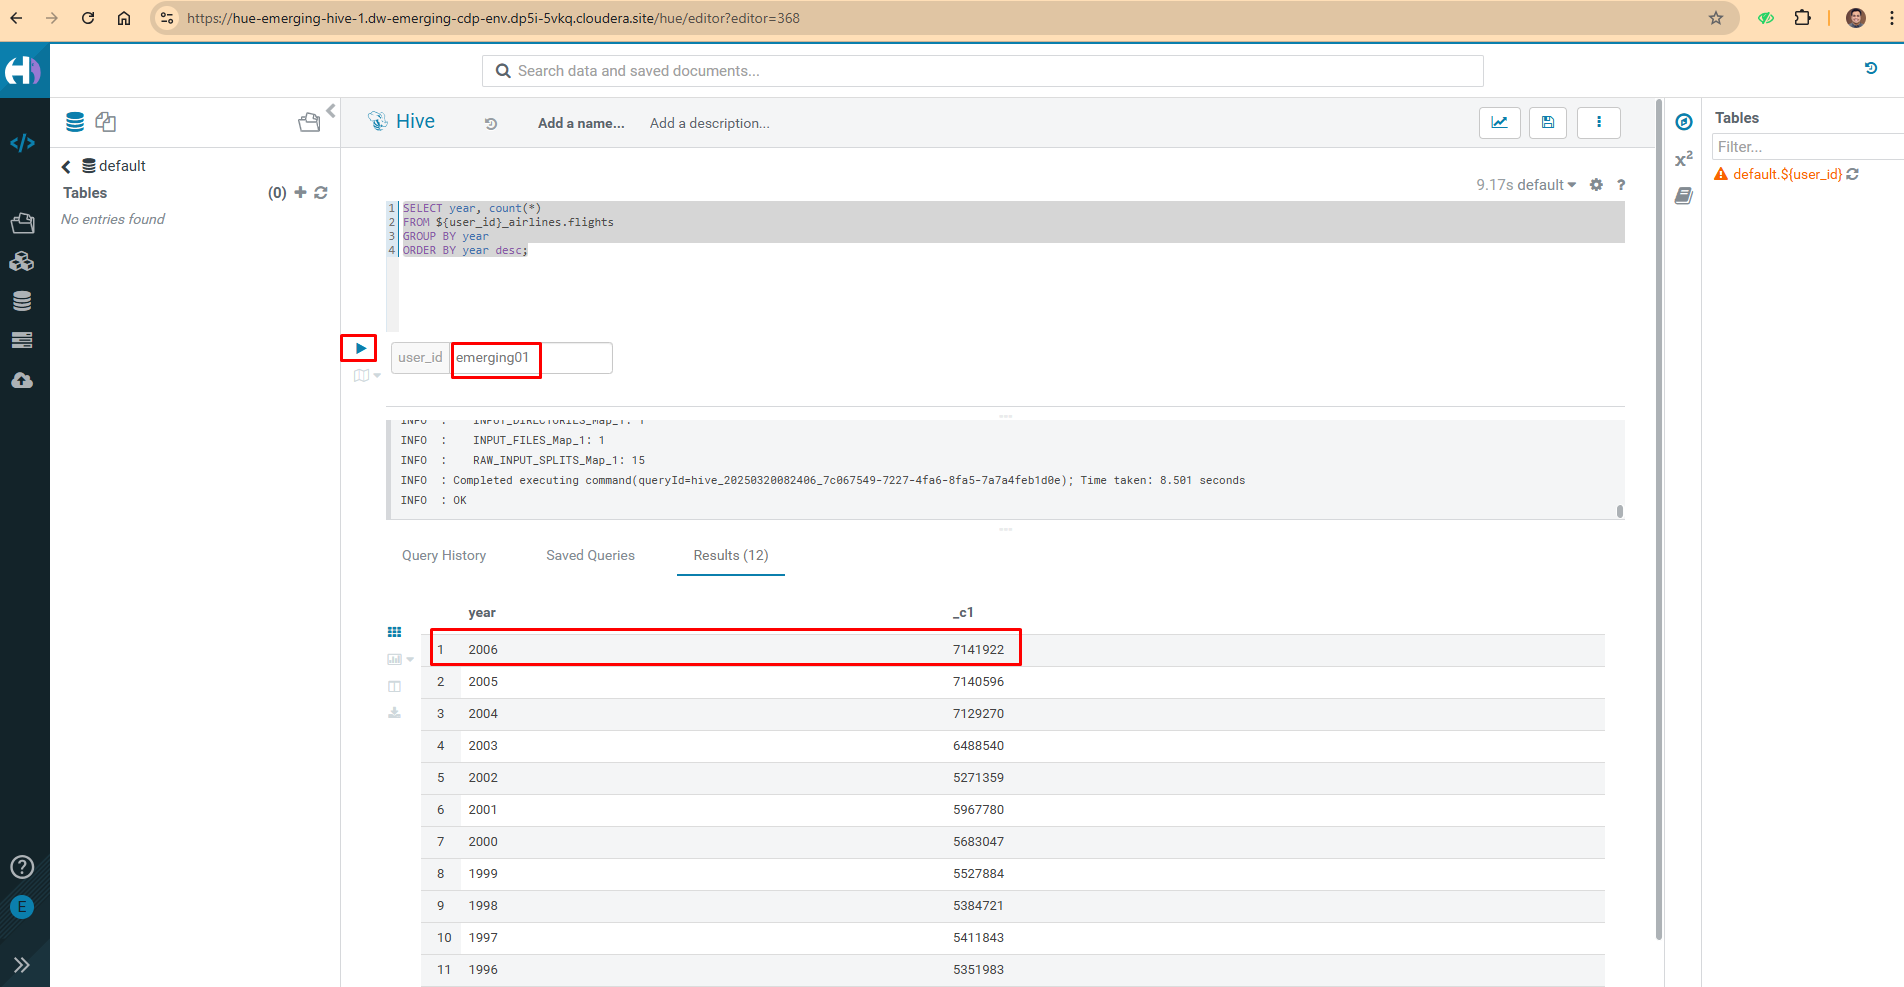 https://hue-emerging-hive-1.dw-emerging-cdp-env.dp5i-5vkq.cloudera.site/hue/editor?editor=368
Search data and saved documents...
default
Tables (0)
No entries found
Hive Add a name... Add a description...
9.17s default ?
1 SELECT year, count(*)
2 FROM ${user_id}_airlines.flights
3 GROUP BY year
4 ORDER BY year desc;
user_id emerging01
INFO : INPUT_DIRECTORIES_Map_1: 1
INFO : INPUT_FILES_Map_1: 1
INFO : RAW_INPUT_SPLITS_Map_1: 15
INFO : Completed executing command(queryId=hive_20250320082406_7c067549-7227-4fa6-8fa5-7a7a4feb1d0e); Time taken: 8.501 seconds
INFO : OK
Query History Saved Queries Results (12)
year _c1
1 2006 7141922
2 2005 7140596
3 2004 7129270
4 2003 6488540
5 2002 5271359
6 2001 5967780
7 2000 5683047
8 1999 5527884
9 1998 5384721
10 1997 5411843
11 1996 5351983
x²
Tables
Filter...
default.${user_id}
?
E